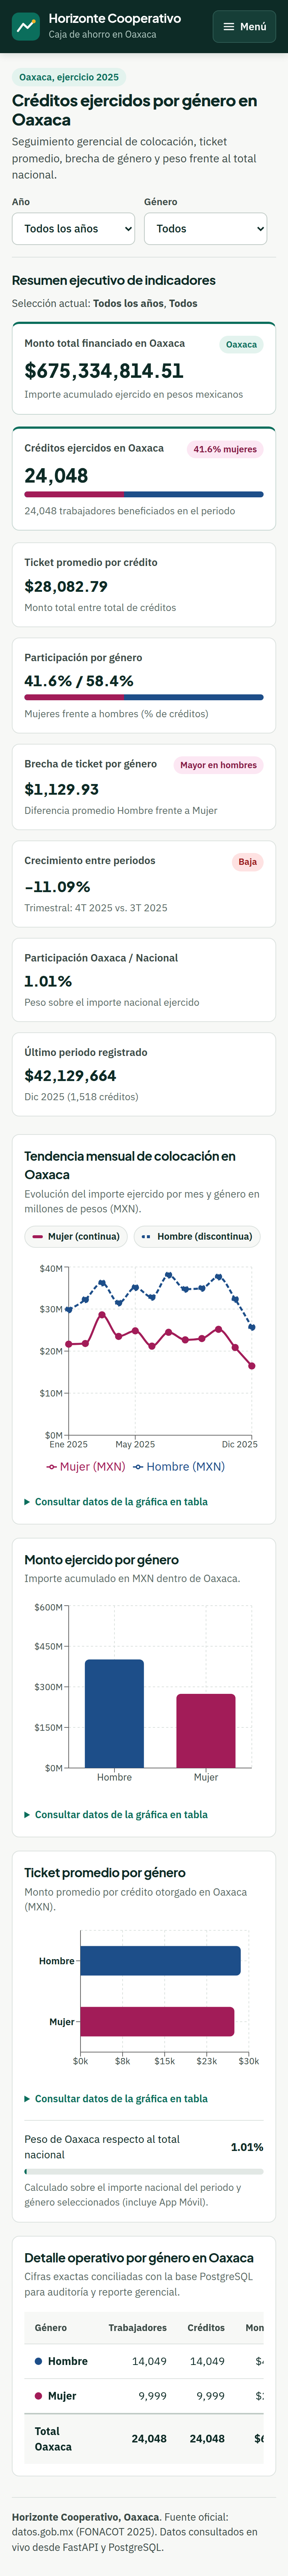 Horizonte Cooperativo
Caja de ahorro en Oaxaca
Menú
Oaxaca, ejercicio 2025
Créditos ejercidos por género en
Oaxaca
Seguimiento gerencial de colocación, ticket
promedio, brecha de género y peso frente al total
nacional.
Año
Género
Todos los años
Todos
Resumen ejecutivo de indicadores
Selección actual: Todos los años, Todos
Monto total financiado en Oaxaca
Oaxaca
$675,334,814.51
Importe acumulado ejercido en pesos mexicanos
Créditos ejercidos en Oaxaca
41.6% mujeres
24,048
24,048 trabajadores beneficiados en el periodo
Ticket promedio por crédito
$28,082.79
Monto total entre total de créditos
Participación por género
41.6% / 58.4%
Mujeres frente a hombres (% de créditos)
Brecha de ticket por género
Mayor en hombres
$1,129.93
Diferencia promedio Hombre frente a Mujer
Crecimiento entre periodos
Baja
−11.09%
Trimestral: 4T 2025 vs. 3T 2025
Participación Oaxaca / Nacional
1.01%
Peso sobre el importe nacional ejercido
Último periodo registrado
$42,129,664
Dic 2025 (1,518 créditos)
Tendencia mensual de colocación en
Oaxaca
Evolución del importe ejercido por mes y género en
millones de pesos (MXN).
Mujer (continua)
Hombre (discontinua)
$40M
$30M
$20M
$10M
$0M
Ene 2025
May 2025
Dic 2025
Mujer (MXN)
Hombre (MXN)
Consultar datos de la gráfica en tabla
Monto ejercido por género
Importe acumulado en MXN dentro de Oaxaca.
$600M
$450M
$300M
$150M
$0M
Hombre
Mujer
Consultar datos de la gráfica en tabla
Ticket promedio por género
Monto promedio por crédito otorgado en Oaxaca
(MXN).
Hombre
Mujer
$0k
$8k
$15k
$23k
$30k
Consultar datos de la gráfica en tabla
Peso de Oaxaca respecto al total
nacional
1.01%
Calculado sobre el importe nacional del periodo y
género seleccionados (incluye App Móvil).
Detalle operativo por género en Oaxaca
Cifras exactas conciliadas con la base PostgreSQL
para auditoría y reporte gerencial.
Género Trabajadores Créditos Mon
Hombre 14,049 14,049
Mujer 9,999 9,999
Total
Oaxaca
24,048 24,048
Horizonte Cooperativo, Oaxaca. Fuente oficial:
datos.gob.mx (FONACOT 2025). Datos consultados en
vivo desde FastAPI y PostgreSQL.